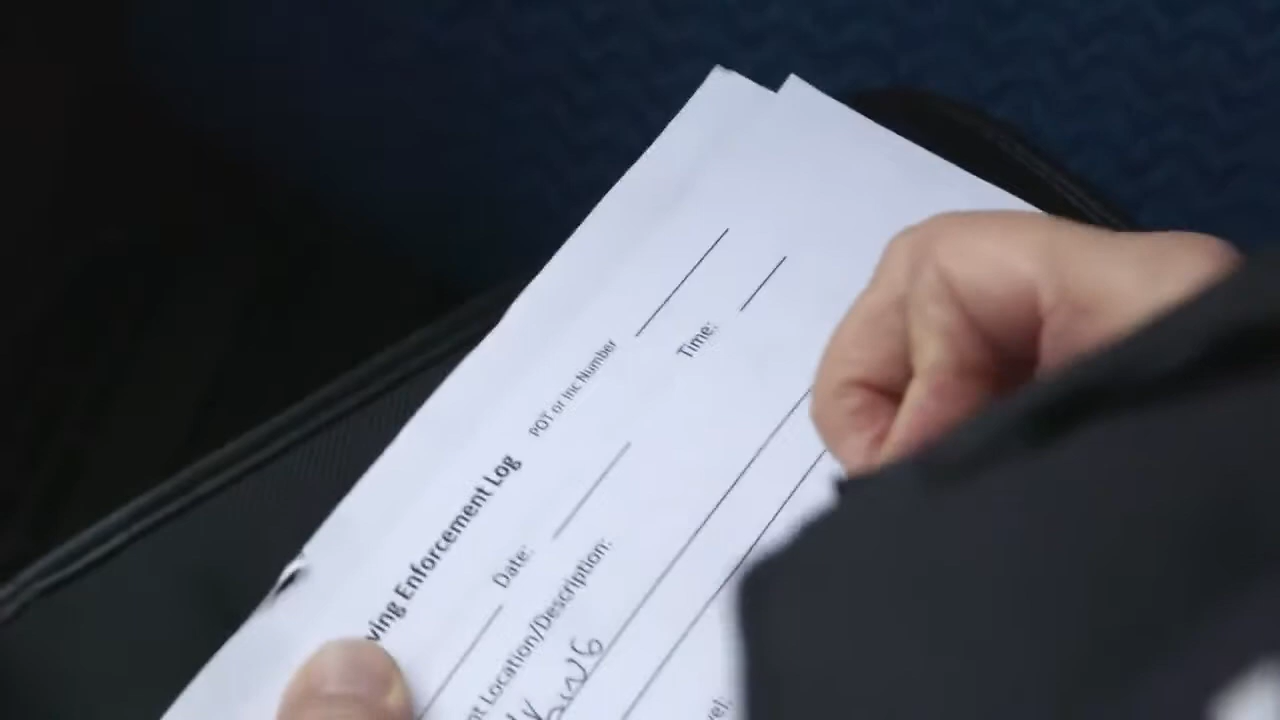 POT or Inc Number
ving Enforcement Log
Time:
Date:
Location/Description: